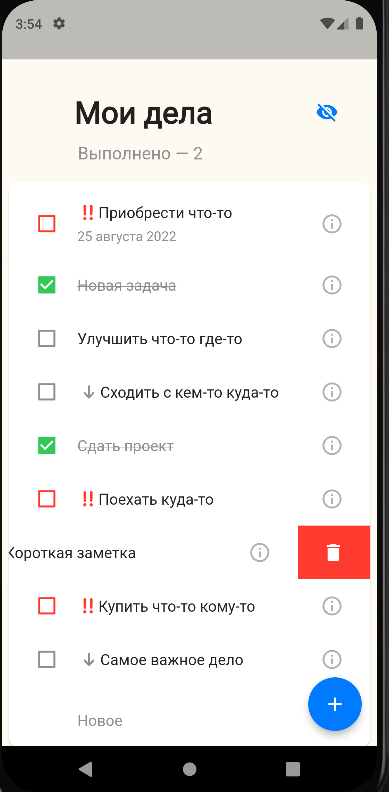 3:54
Мои дела
Выполнено — 2
‼Приобрести что-то
25 августа 2022
Новая задача
Улучшить что-то где-то
↓ Сходить с кем-то куда-то
Сдать проект
‼Поехать куда-то
Короткая заметка
‼Купить что-то кому-то
↓ Самое важное дело
Новое